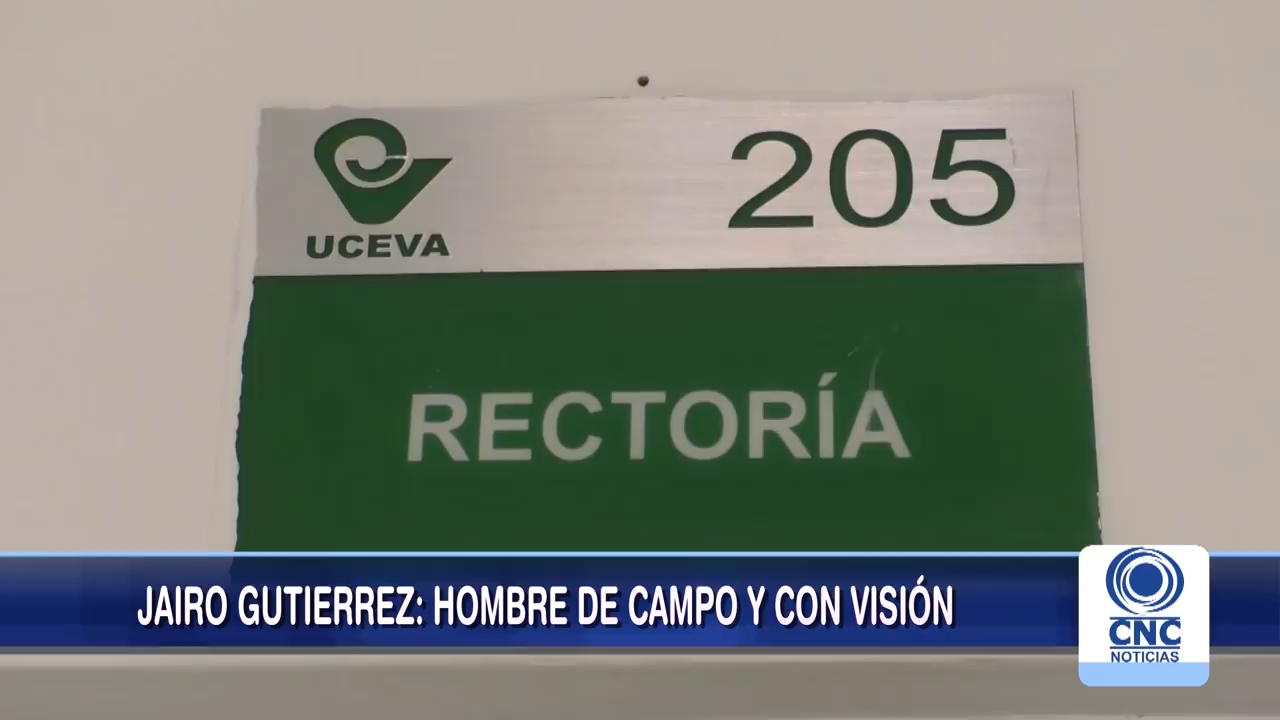 UCEVA
205
RECTORÍA
JAIRO GUTIERREZ: HOMBRE DE CAMPO Y CON VISIÓN
CNC
NOTICIAS